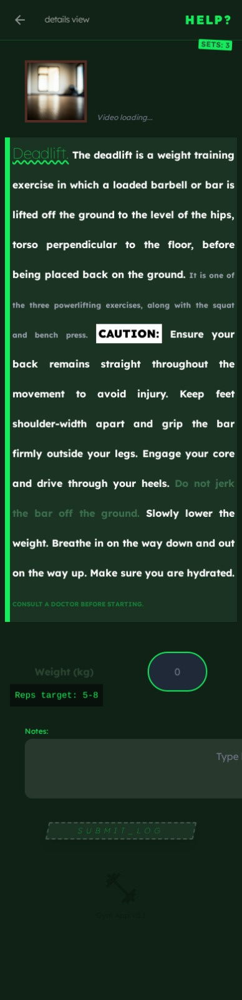 details view
HELP?
SETS: 3
Video loading...
Deadlift. The deadlift is a weight training
exercise in which a loaded barbell or bar is
lifted off the ground to the level of the hips,
torso perpendicular to the floor, before
being placed back on the ground. It is one of
the three powerlifting exercises, along with the squat
and bench press. CAUTION: Ensure your
back remains straight throughout the
movement to avoid injury. Keep feet
shoulder-width apart and grip the bar
firmly outside your legs. Engage your core
and drive through your heels. Do not jerk
the bar off the ground. Slowly lower the
weight. Breathe in on the way down and out
on the way up. Make sure you are hydrated.
CONSULT A DOCTOR BEFORE STARTING.
Weight (kg)
0
Reps target: 5-8
Notes:
Type
SUBMIT_LOG